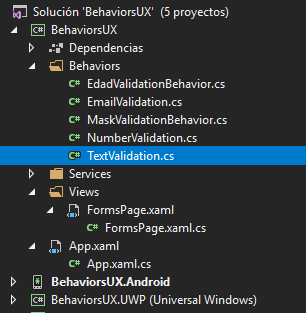 Solución 'BehaviorsUX' (5 proyectos)
BehaviorsUX
Dependencias
Behaviors
EdadValidationBehavior.cs
EmailValidation.cs
MaskValidationBehavior.cs
NumberValidation.cs
TextValidation.cs
Services
Views
FormsPage.xaml
FormsPage.xaml.cs
App.xaml
App.xaml.cs
BehaviorsUX.Android
BehaviorsUX.UWP (Universal Windows)